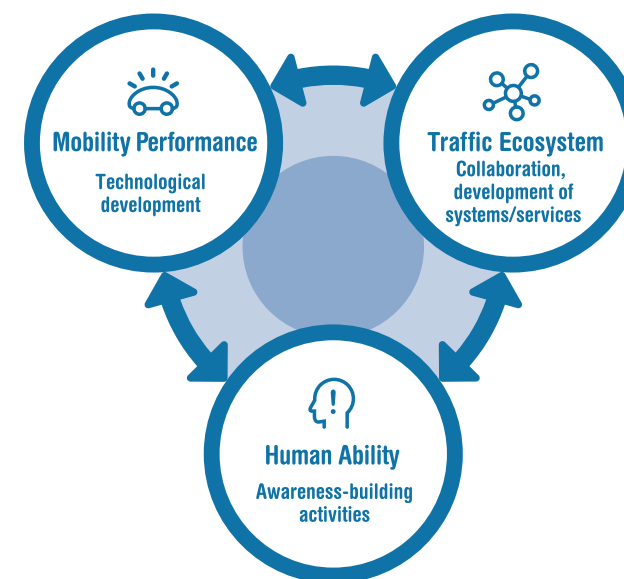 Mobility Performance
Technological
development
Traffic Ecosystem
Collaboration,
development of
systems/services
Human Ability
Awareness-building
activities